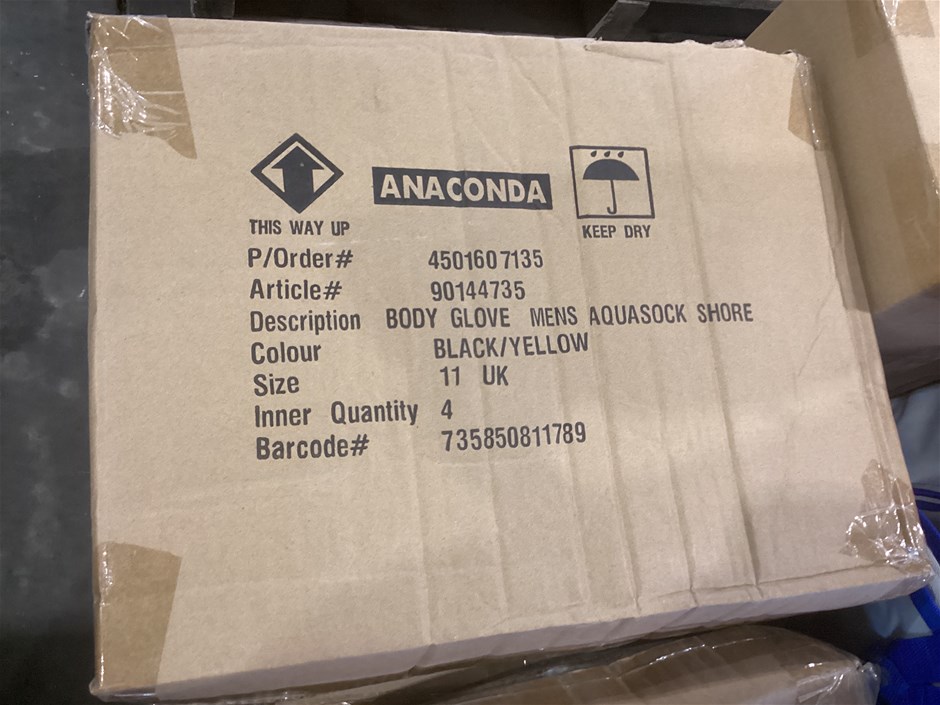 ANACONDA
THIS WAY UP
KEEP DRY
P/Order# 4501607135
Article# 90144735
Description BODY GLOVE MENS AQUASOCK SHORE
Colour BLACK/YELLOW
Size 11 UK
Inner Quantity 4
Barcode# 735850811789